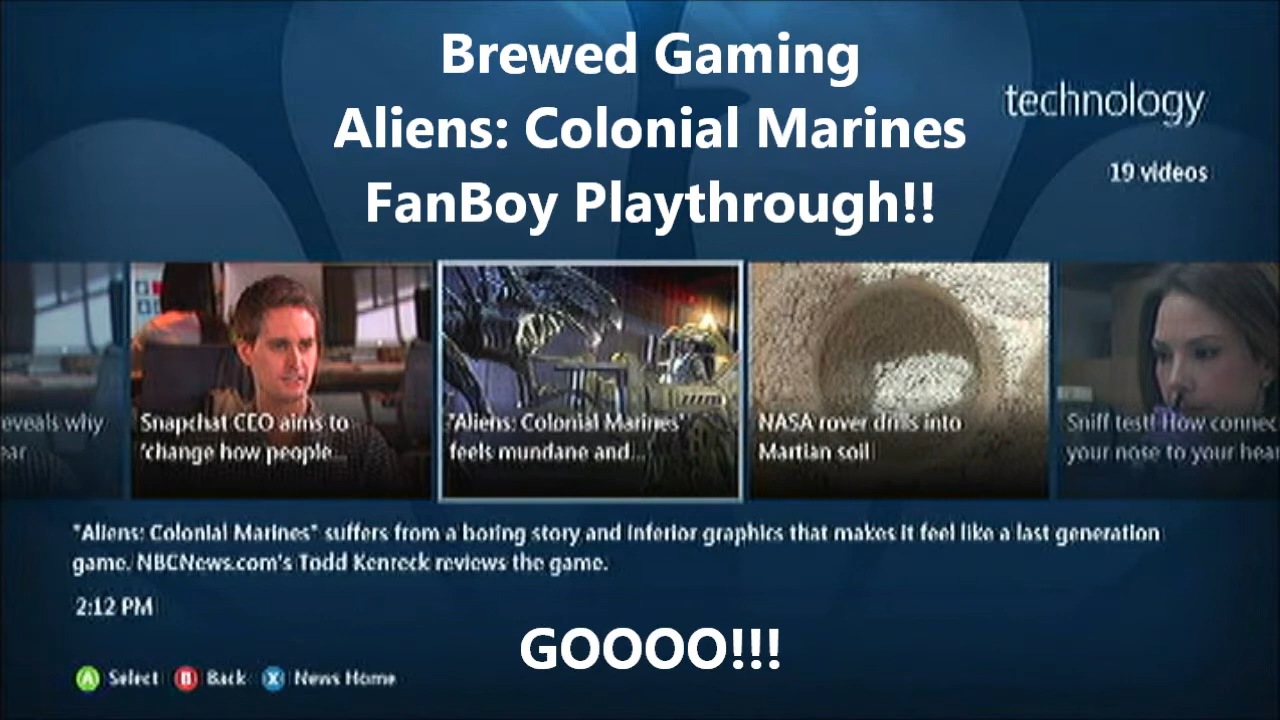 Brewed Gaming
Aliens: Colonial Marines
FanBoy Playthrough!!
technology
19 videos
eveals why
ear
Snapchat CEO aims to
'change how people...
'Aliens: Colonial Marines'
feels mundane and...
NASA rover drills into
Martian soil
Sniff test! How connec
your nose to your hear
"Aliens: Colonial Marines" suffers from a boring story and inferior graphics that makes it feel like a last generation
game. NBCNews.com's Todd Kenreck reviews the game.
2:12 PM
GOOOO!!!
A Select B Back X News Home